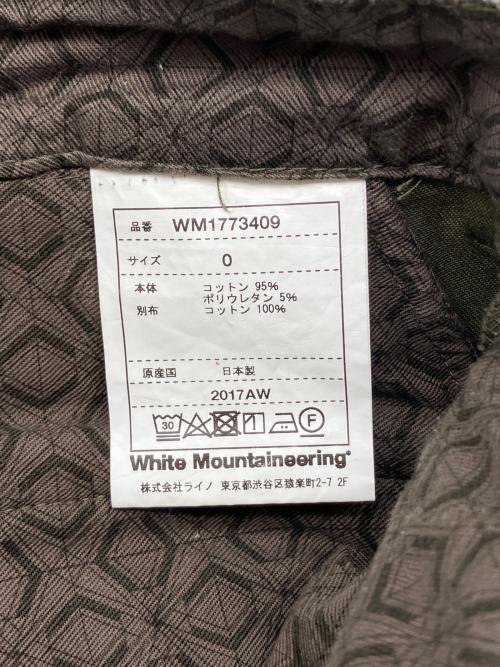 品番 WM1773409
サイズ 0
本体 コットン 95%
ポリウレタン 5%
別布 コットン 100%
原産国 日本製
2017AW
30 F
White Mountaineering®
株式会社ライノ 東京都渋谷区猿楽町2-7 2F